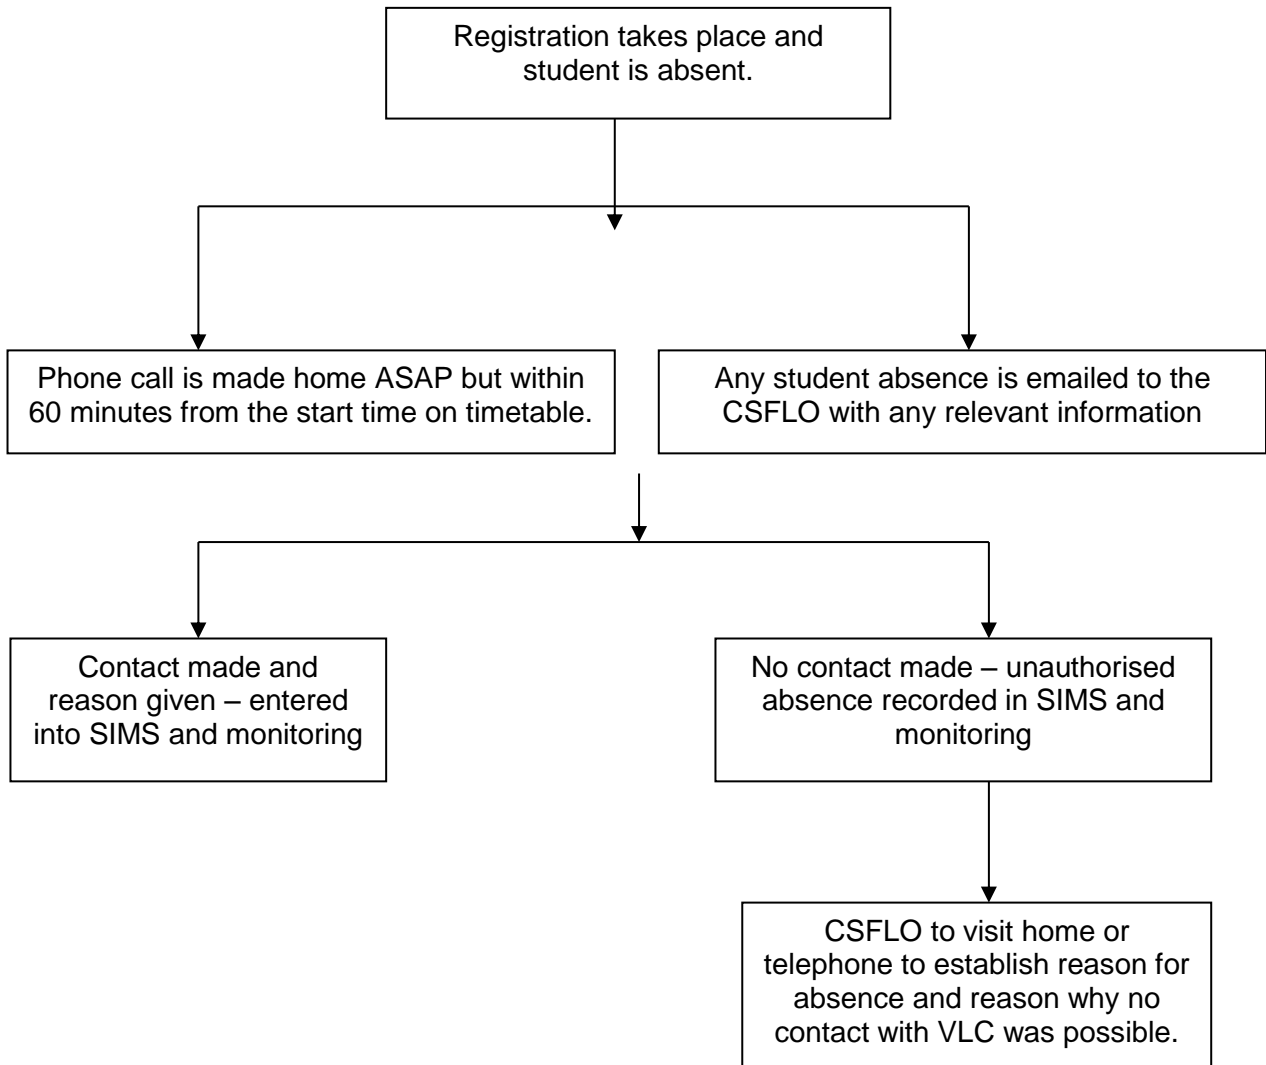 Registration takes place and
student is absent.
Phone call is made home ASAP but within
60 minutes from the start time on timetable.
Any student absence is emailed to the
CSFLO with any relevant information
Contact made and
reason given – entered
into SIMS and monitoring
No contact made – unauthorised
absence recorded in SIMS and
monitoring
CSFLO to visit home or
telephone to establish reason for
absence and reason why no
contact with VLC was possible.